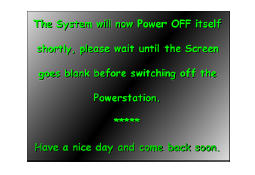 The System will now Power OFF itself
shortly, please wait until the Screen
goes blank before switching off the
Powerstation.
*****
Have a nice day and come back soon.